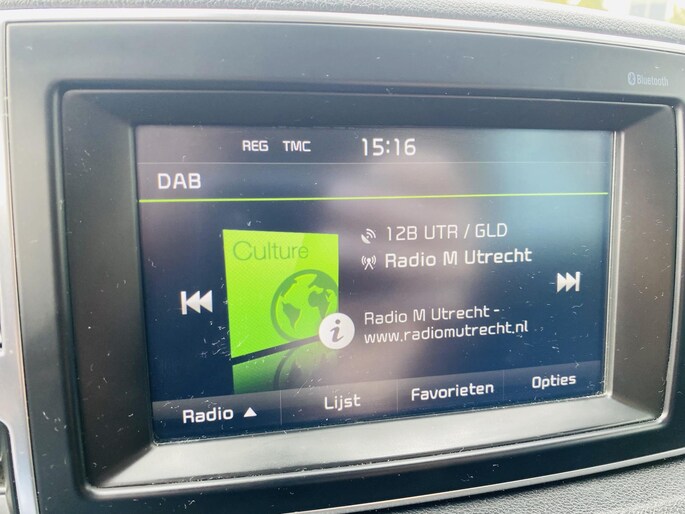 Bluetooth
REG TMC 15:16
DAB
Culture
12B UTR / GLD
Radio M Utrecht
Radio M Utrecht -
www.radiomutrecht.nl
Radio ▲ Lijst Favorieten Opties